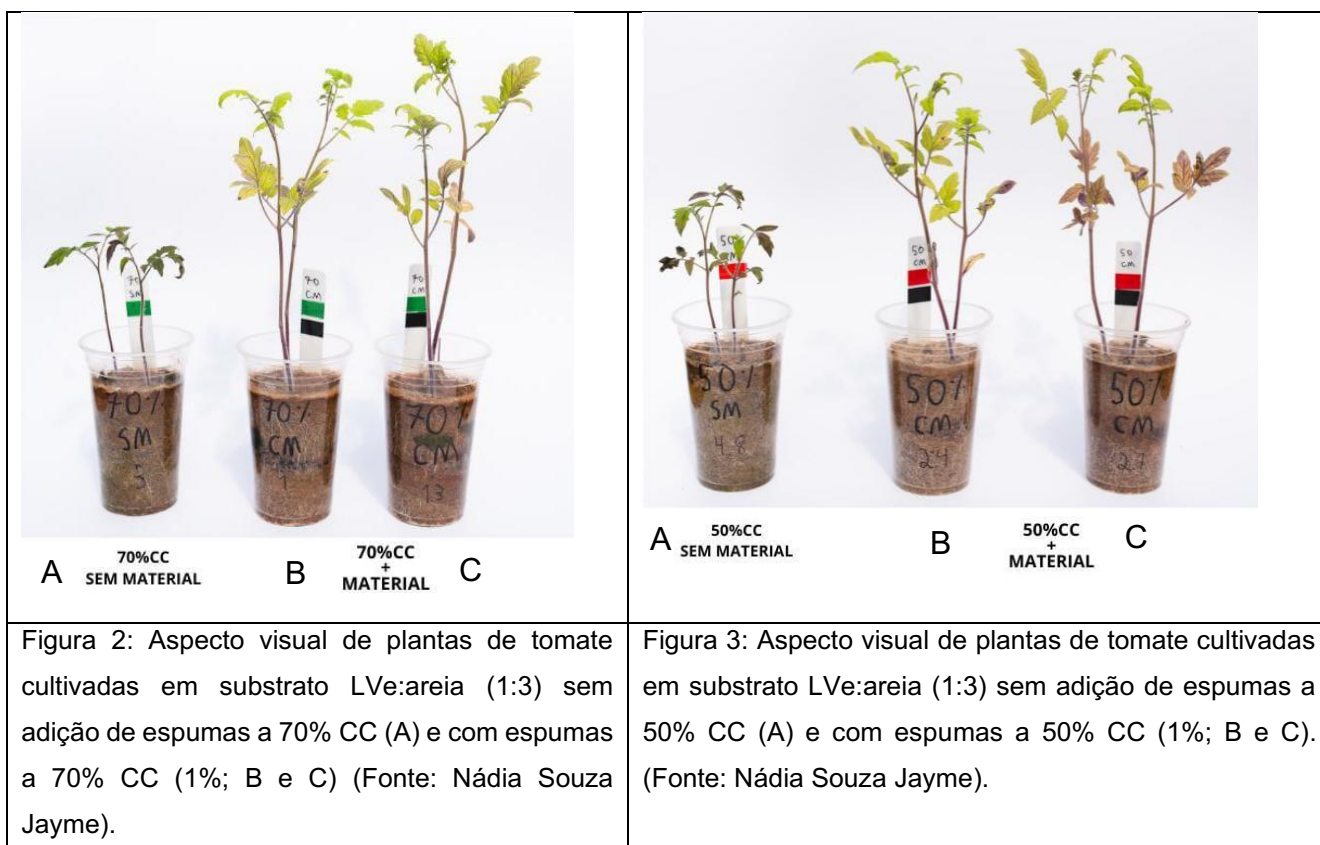 70
SM
70
CM
70
CM
70%
SM
5
70%
CM
1
70%
CM
13
A
70%CC
SEM MATERIAL
B
70%CC
+
MATERIAL
C
50
50
CM
50
CM
50%
SM
48
50%
CM
24
50%
CM
27
A
50%CC
SEM MATERIAL
B
50%CC
+
MATERIAL
C
Figura 2: Aspecto visual de plantas de tomate
cultivadas em substrato LVe:areia (1:3) sem
adição de espumas a 70% CC (A) e com espumas
a 70% CC (1%; B e C) (Fonte: Nádia Souza
Jayme).
Figura 3: Aspecto visual de plantas de tomate cultivadas
em substrato LVe:areia (1:3) sem adição de espumas a
50% CC (A) e com espumas a 50% CC (1%; B e C).
(Fonte: Nádia Souza Jayme).